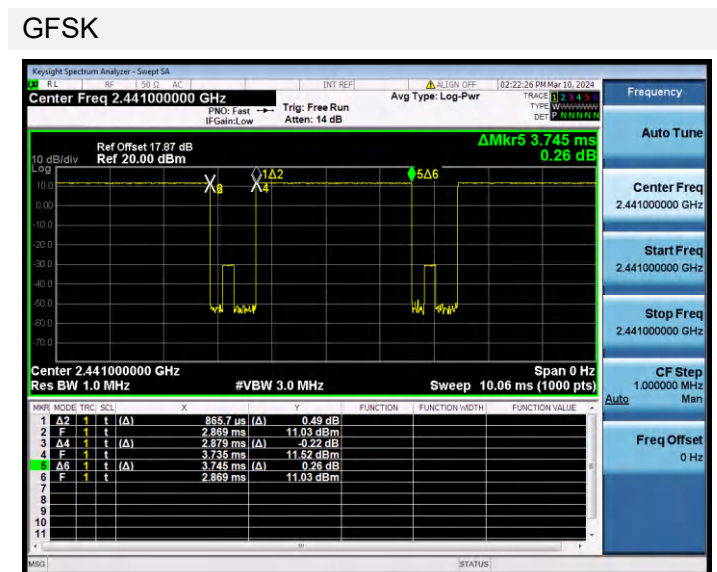 GFSK
Keysight Spectrum Analyzer - Swept SA
RL RF 50 Ω AC INT REF ALIGN OFF 02:22:26 PM Mar 10, 2024
Center Freq 2.441000000 GHz Avg Type: Log-Pwr TRACE 1 2 3 4 5 6
PNO: Fast Trig: Free Run TYPE
IFGain:Low Atten: 14 dB DET P N N N N N
Frequency
Auto Tune
Ref Offset 17.87 dB ΔMkr5 3.745 ms
10 dB/div Ref 20.00 dBm 0.26 dB
Log
1Δ2 5Δ6
10.0 4
0.00
-10.0
-20.0
-30.0
-40.0
-50.0
-60.0
-70.0
Center Freq
2.441000000 GHz
Start Freq
2.441000000 GHz
Stop Freq
2.441000000 GHz
Center 2.441000000 GHz Span 0 Hz
Res BW 1.0 MHz #VBW 3.0 MHz Sweep 10.06 ms (1000 pts)
CF Step
1.000000 MHz
Auto Man
Freq Offset
0 Hz
MKR MODE TRC SCL X Y FUNCTION FUNCTION WIDTH FUNCTION VALUE
1 Δ2 1 t (Δ) 865.7 µs (Δ) 0.49 dB
2 F 1 t 2.869 ms 11.03 dBm
3 Δ4 1 t (Δ) 2.879 ms (Δ) -0.22 dB
4 F 1 t 3.735 ms 11.52 dBm
5 Δ6 1 t (Δ) 3.745 ms (Δ) 0.26 dB
6 F 1 t 2.869 ms 11.03 dBm
7
8
9
10
11
MSG STATUS